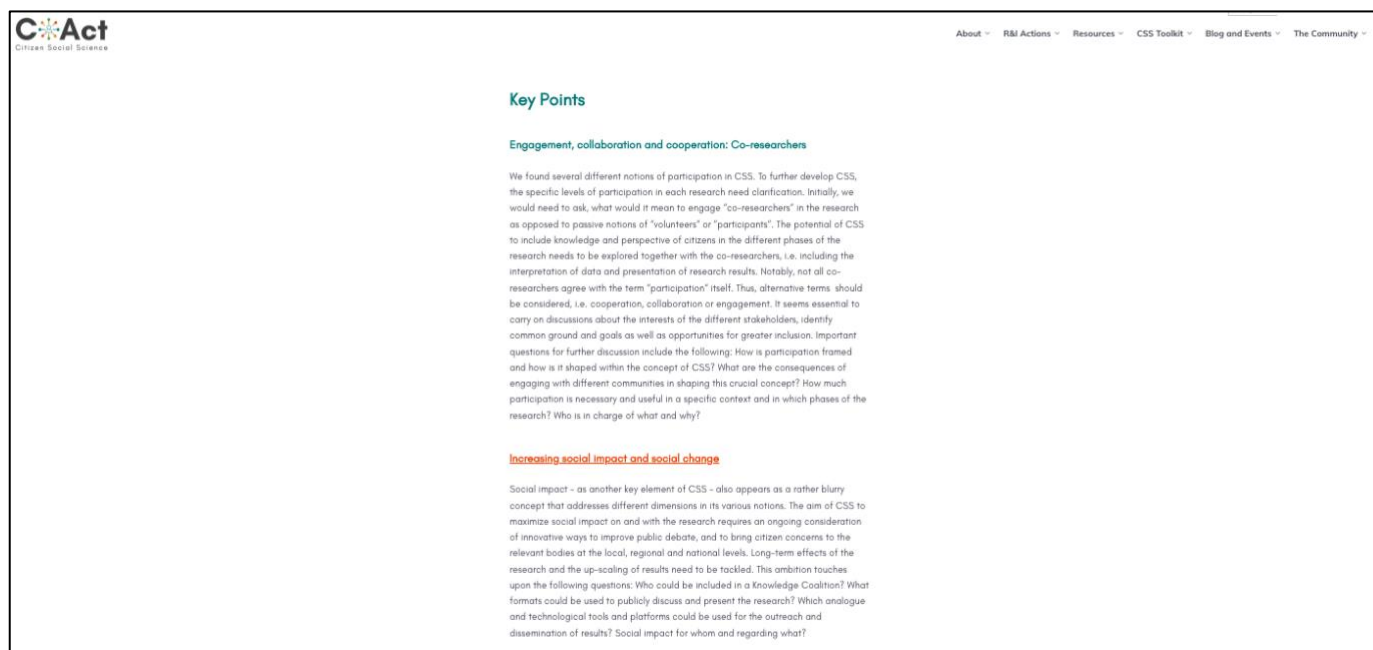 C Act
Citizen Social Science
About R&I Actions Resources CSS Toolkit Blog and Events The Community
Key Points
Engagement, collaboration and cooperation: Co-researchers
We found several different notions of participation in CSS. To further develop CSS,
the specific levels of participation in each research need clarification. Initially, we
would need to ask, what would it mean to engage "co-researchers" in the research
as opposed to passive notions of "volunteers" or "participants". The potential of CSS
to include knowledge and perspective of citizens in the different phases of the
research needs to be explored together with the co-researchers, i.e. including the
interpretation of data and presentation of research results. Notably, not all co-
researchers agree with the term "participation" itself. Thus, alternative terms should
be considered, i.e. cooperation, collaboration or engagement. It seems essential to
carry on discussions about the interests of the different stakeholders, identify
common ground and goals as well as opportunities for greater inclusion. Important
questions for further discussion include the following: How is participation framed
and how is it shaped within the concept of CSS? What are the consequences of
engaging with different communities in shaping this crucial concept? How much
participation is necessary and useful in a specific context and in which phases of the
research? Who is in charge of what and why?
Increasing social impact and social change
Social impact - as another key element of CSS - also appears as a rather blurry
concept that addresses different dimensions in its various notions. The aim of CSS to
maximize social impact on and with the research requires an ongoing consideration
of innovative ways to improve public debate, and to bring citizen concerns to the
relevant bodies at the local, regional and national levels. Long-term effects of the
research and the up-scaling of results need to be tackled. This ambition touches
upon the following questions: Who could be included in a Knowledge Coalition? What
formats could be used to publicly discuss and present the research? Which analogue
and technological tools and platforms could be used for the outreach and
dissemination of results? Social impact for whom and regarding what?